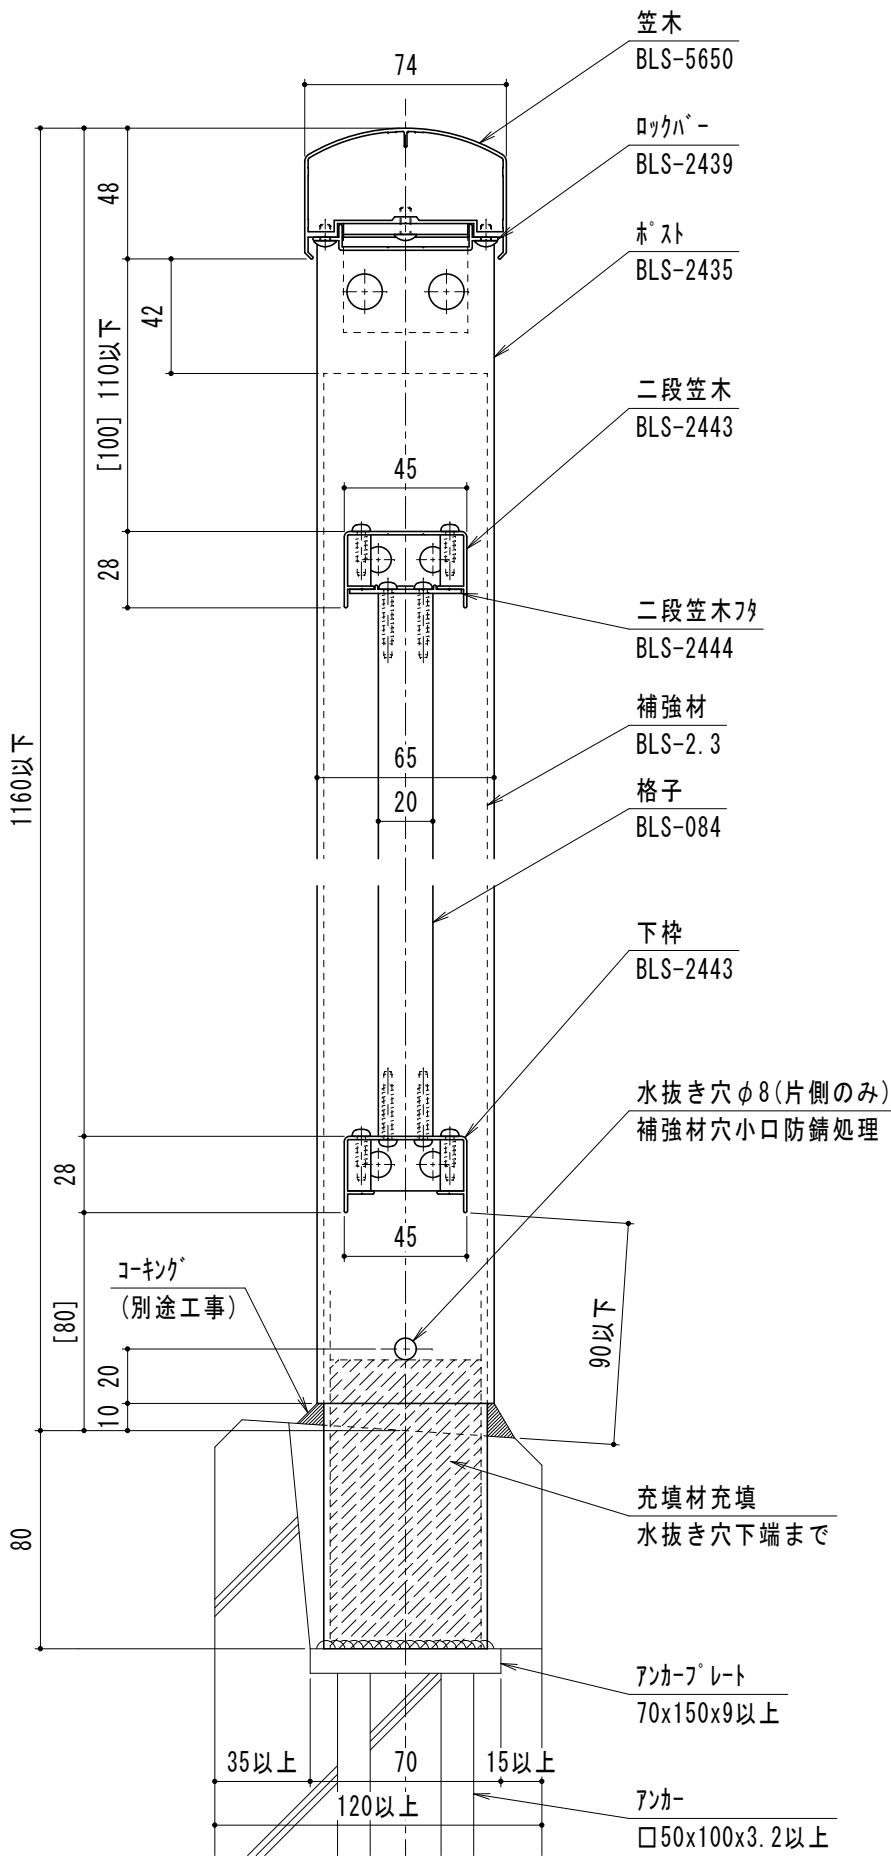 笠木
BLS-5650
74
ﾛｯｸﾊﾞｰ
BLS-2439
48
ﾎﾟｽﾄ
BLS-2435
42
[100] 110以下
二段笠木
BLS-2443
45
28
二段笠木ﾌﾀ
BLS-2444
補強材
BLS-2.3
65
1160以下
格子
BLS-084
20
下枠
BLS-2443
水抜き穴φ8(片側のみ)
補強材穴小口防錆処理
28
45
ｺｰｷﾝｸﾞ
(別途工事)
[80]
90以下
20
10
充填材充填
水抜き穴下端まで
80
ｱﾝｶｰﾌﾟﾚｰﾄ
70x150x9以上
35以上
70
15以上
120以上
ｱﾝｶｰ
□50x100x3.2以上